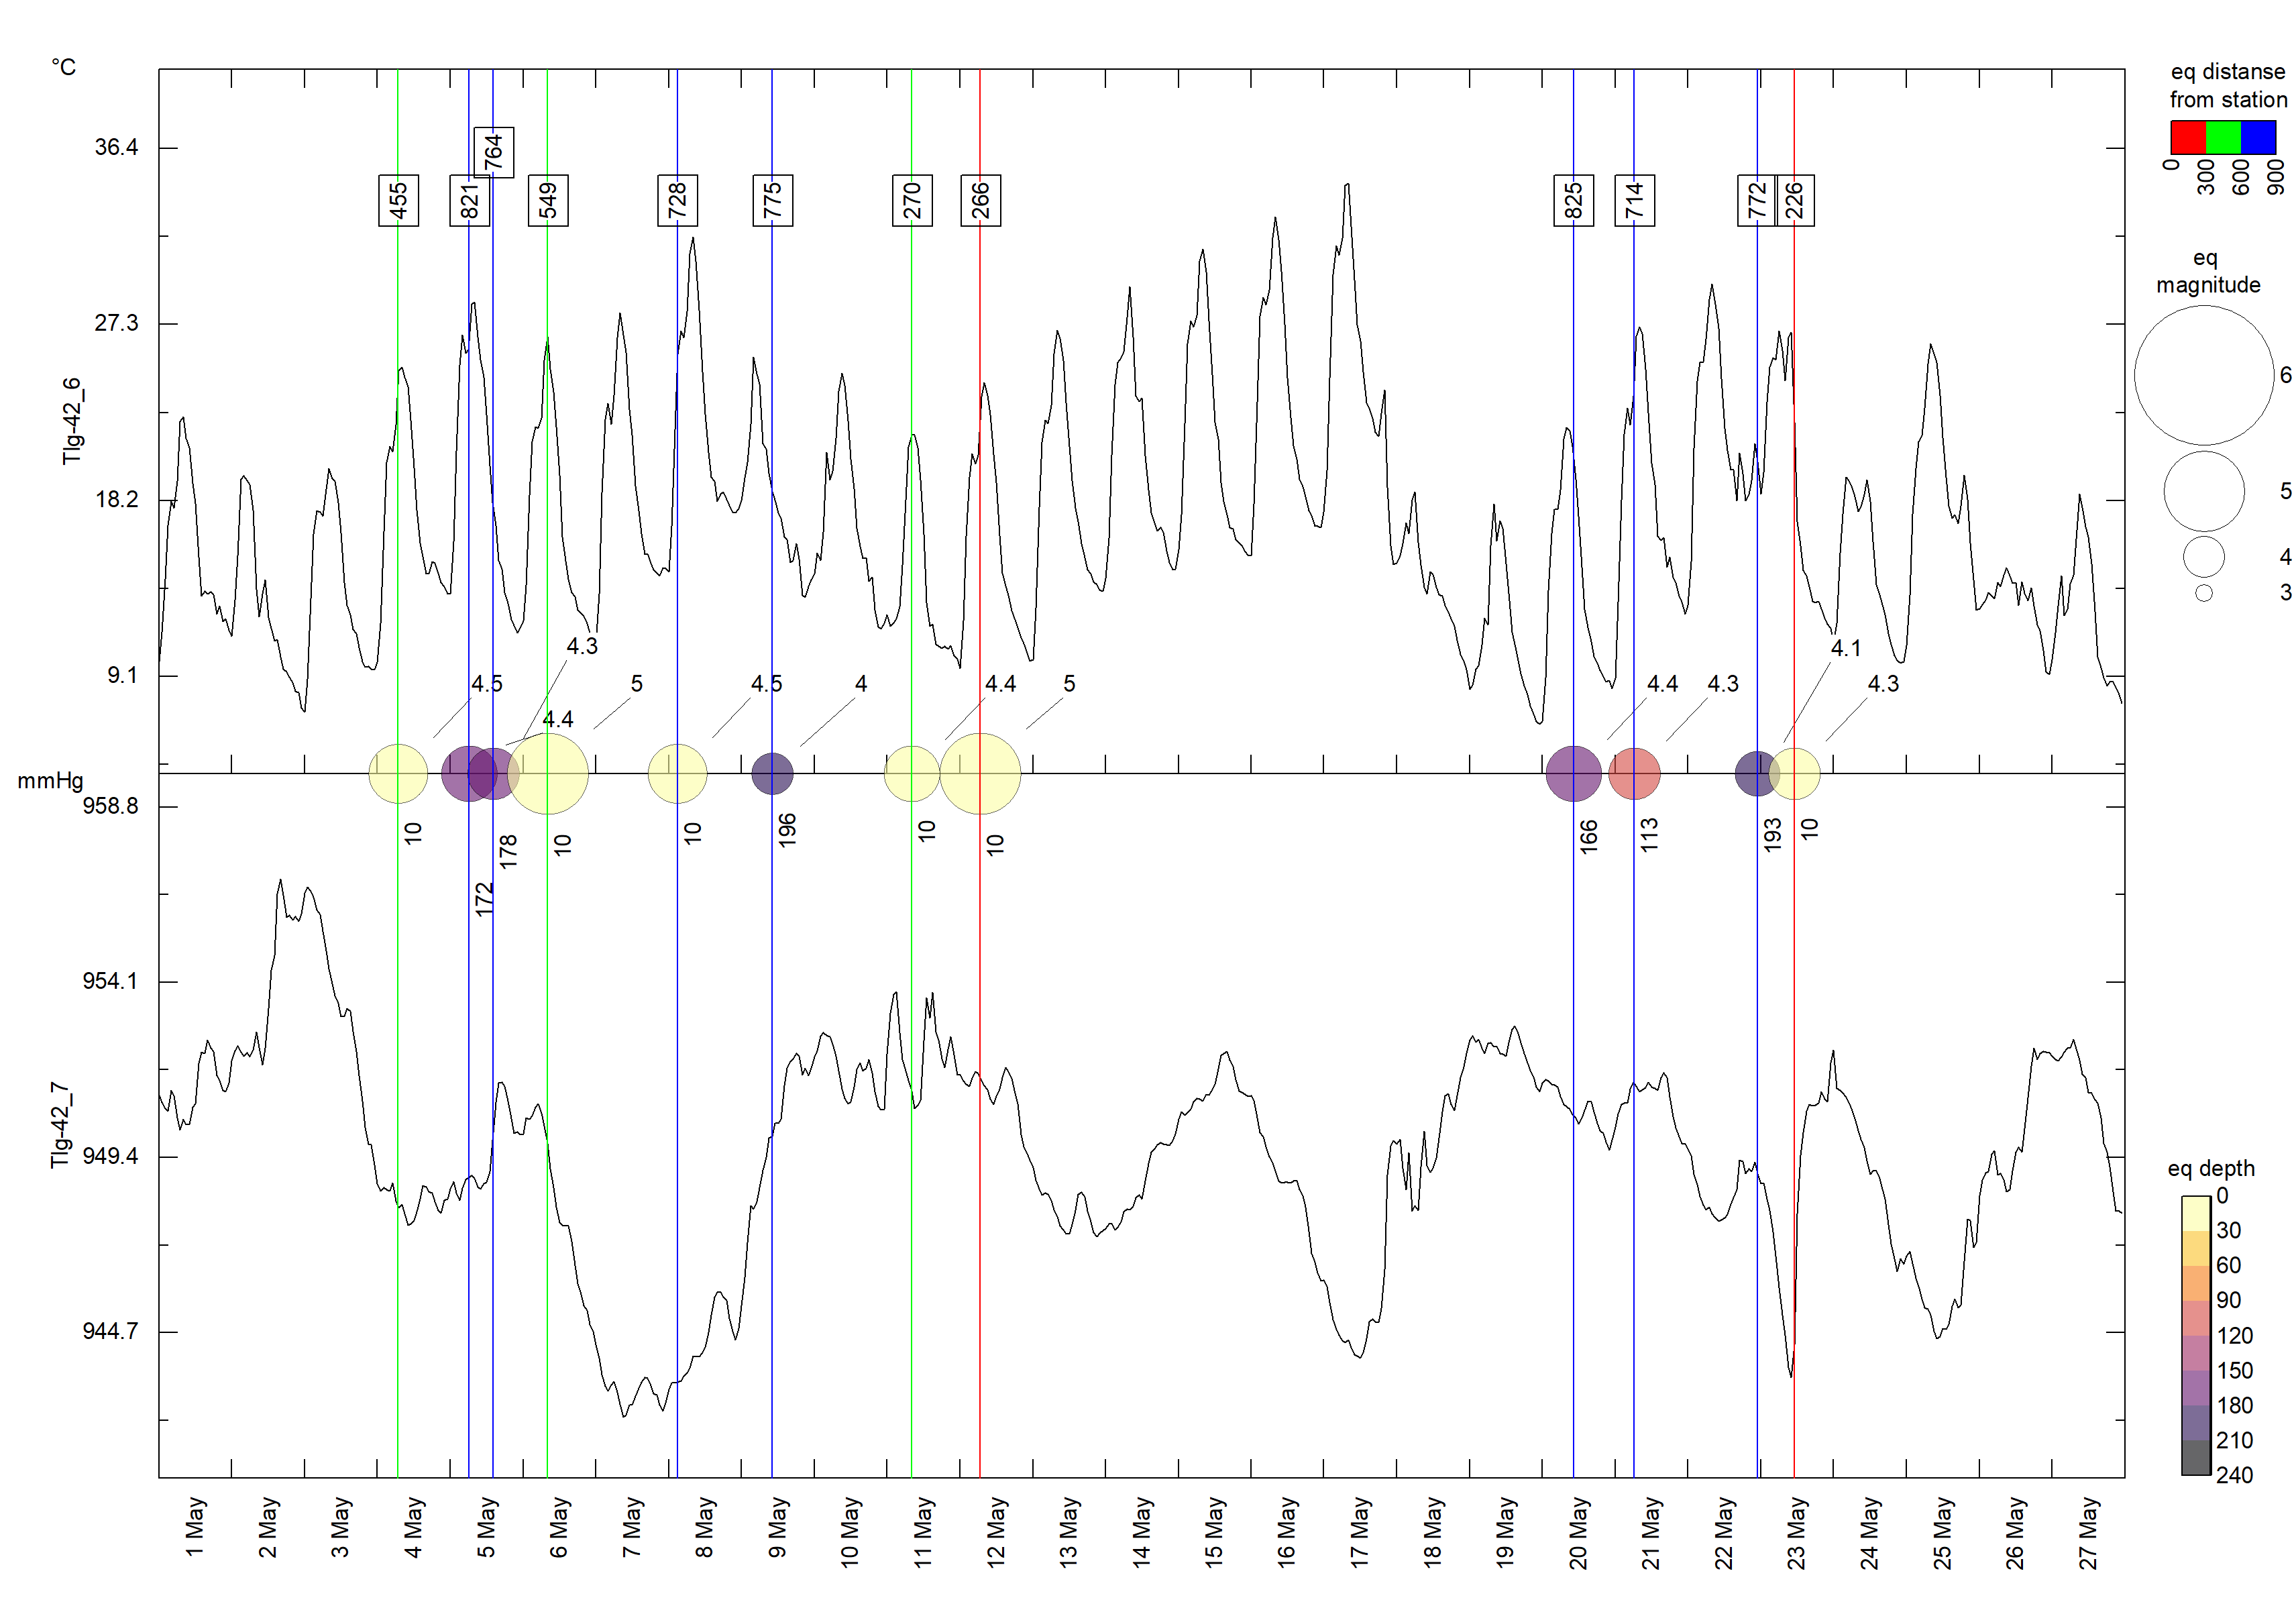 °C
36.4
27.3
18.2
9.1
Tlg-42_6
mmHg
958.8
954.1
949.4
944.7
Tlg-42_7
764
455
821
549
728
775
270
266
825
714
772
226
4.3
4.1
4.5
5
4.5
4
4.4
5
4.4
4.3
4.3
4.4
10
178
172
10
10
196
10
10
166
113
193
10
1 May
2 May
3 May
4 May
5 May
6 May
7 May
8 May
9 May
10 May
11 May
12 May
13 May
14 May
15 May
16 May
17 May
18 May
19 May
20 May
21 May
22 May
23 May
24 May
25 May
26 May
27 May
eq distanse
from station
0
300
600
900
eq
magnitude
6
5
4
3
eq depth
0
30
60
90
120
150
180
210
240